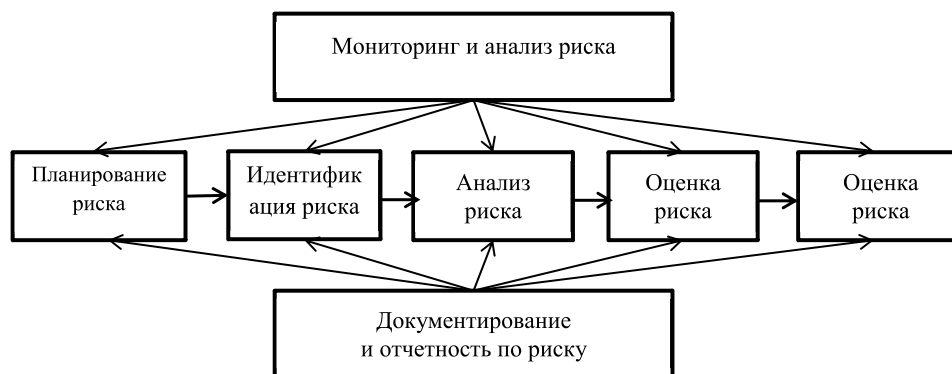 Мониторинг и анализ риска
Планирование
риска
Идентифик
ация риска
Анализ
риска
Оценка
риска
Оценка
риска
Документирование
и отчетность по риску